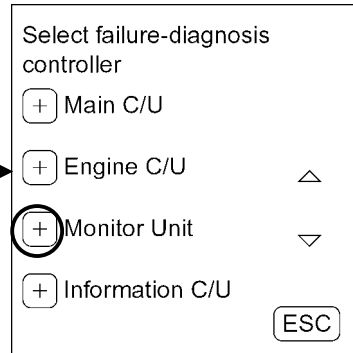 Select failure-diagnosis
controller
+ Main C/U
+ Engine C/U
+ Monitor Unit
+ Information C/U
ESC